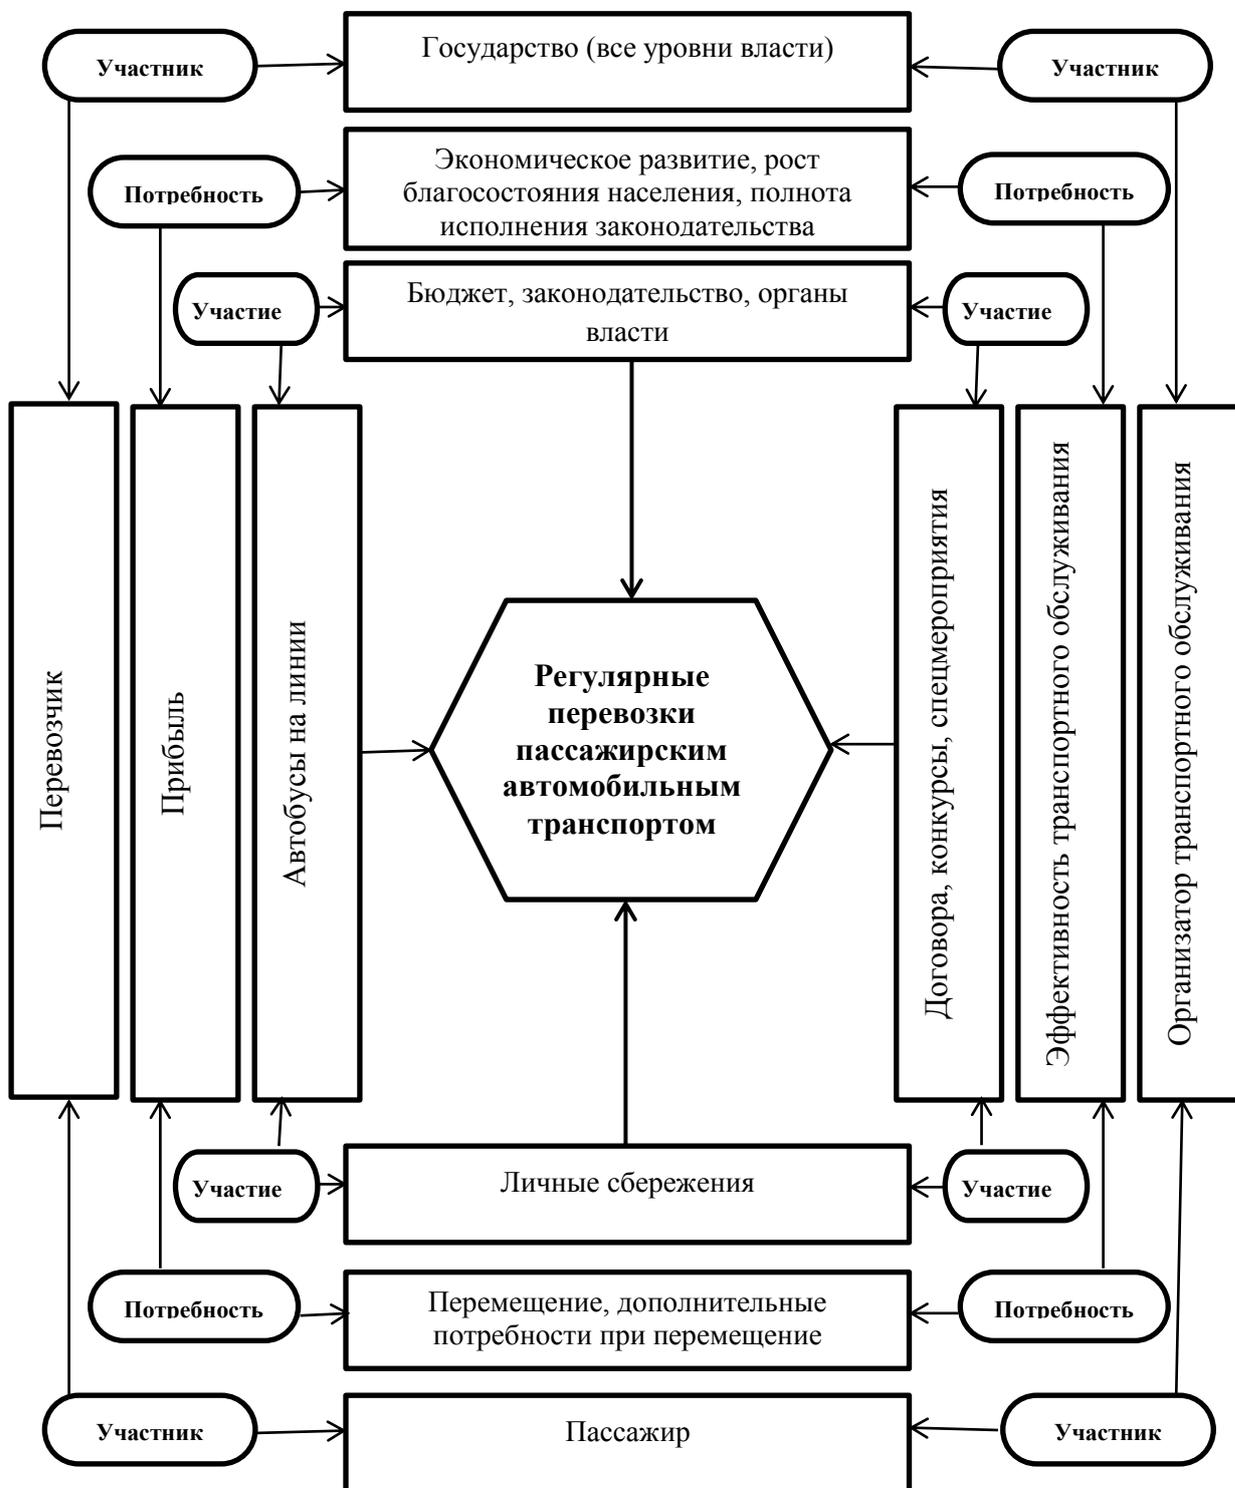 Участник
Государство (все уровни власти)
Участник
Потребность
Экономическое развитие, рост
благосостояния населения, полнота
исполнения законодательства
Потребность
Участие
Бюджет, законодательство, органы
власти
Участие
Перевозчик
Прибыль
Автобусы на линии
Регулярные
перевозки
пассажирским
автомобильным
транспортом
Договора, конкурсы, спецмероприятия
Эффективность транспортного обслуживания
Организатор транспортного обслуживания
Участие
Личные сбережения
Участие
Потребность
Перемещение, дополнительные
потребности при перемещение
Потребность
Участник
Пассажир
Участник